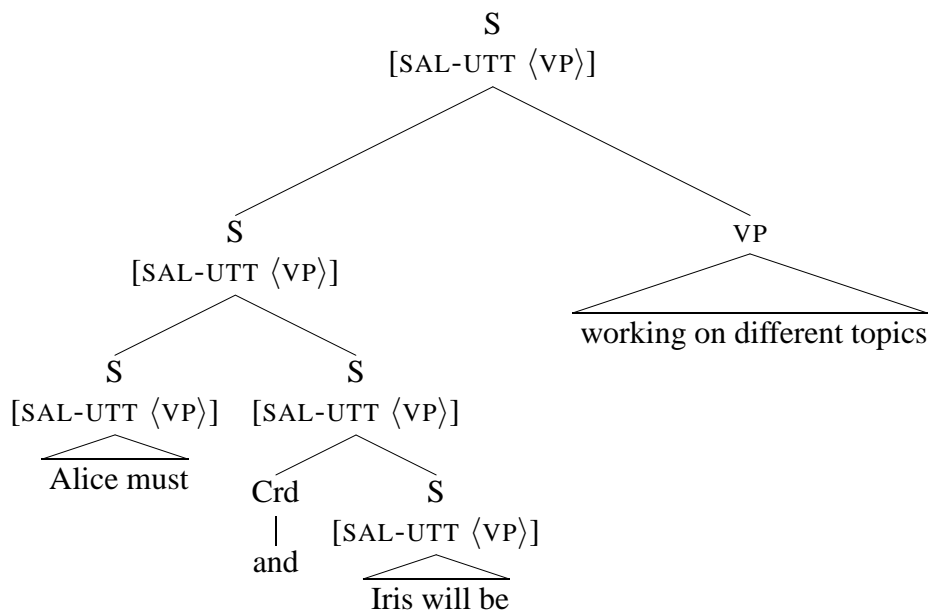 S
[SAL-UTT ⟨VP⟩]
S
VP
[SAL-UTT ⟨VP⟩]
working on different topics
S
S
[SAL-UTT ⟨VP⟩]
[SAL-UTT ⟨VP⟩]
Alice must
Crd
S
and
[SAL-UTT ⟨VP⟩]
Iris will be